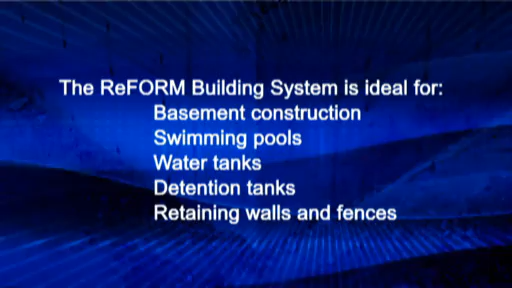 The ReFORM Building System is ideal for:
Basement construction
Swimming pools
Water tanks
Detention tanks
Retaining walls and fences